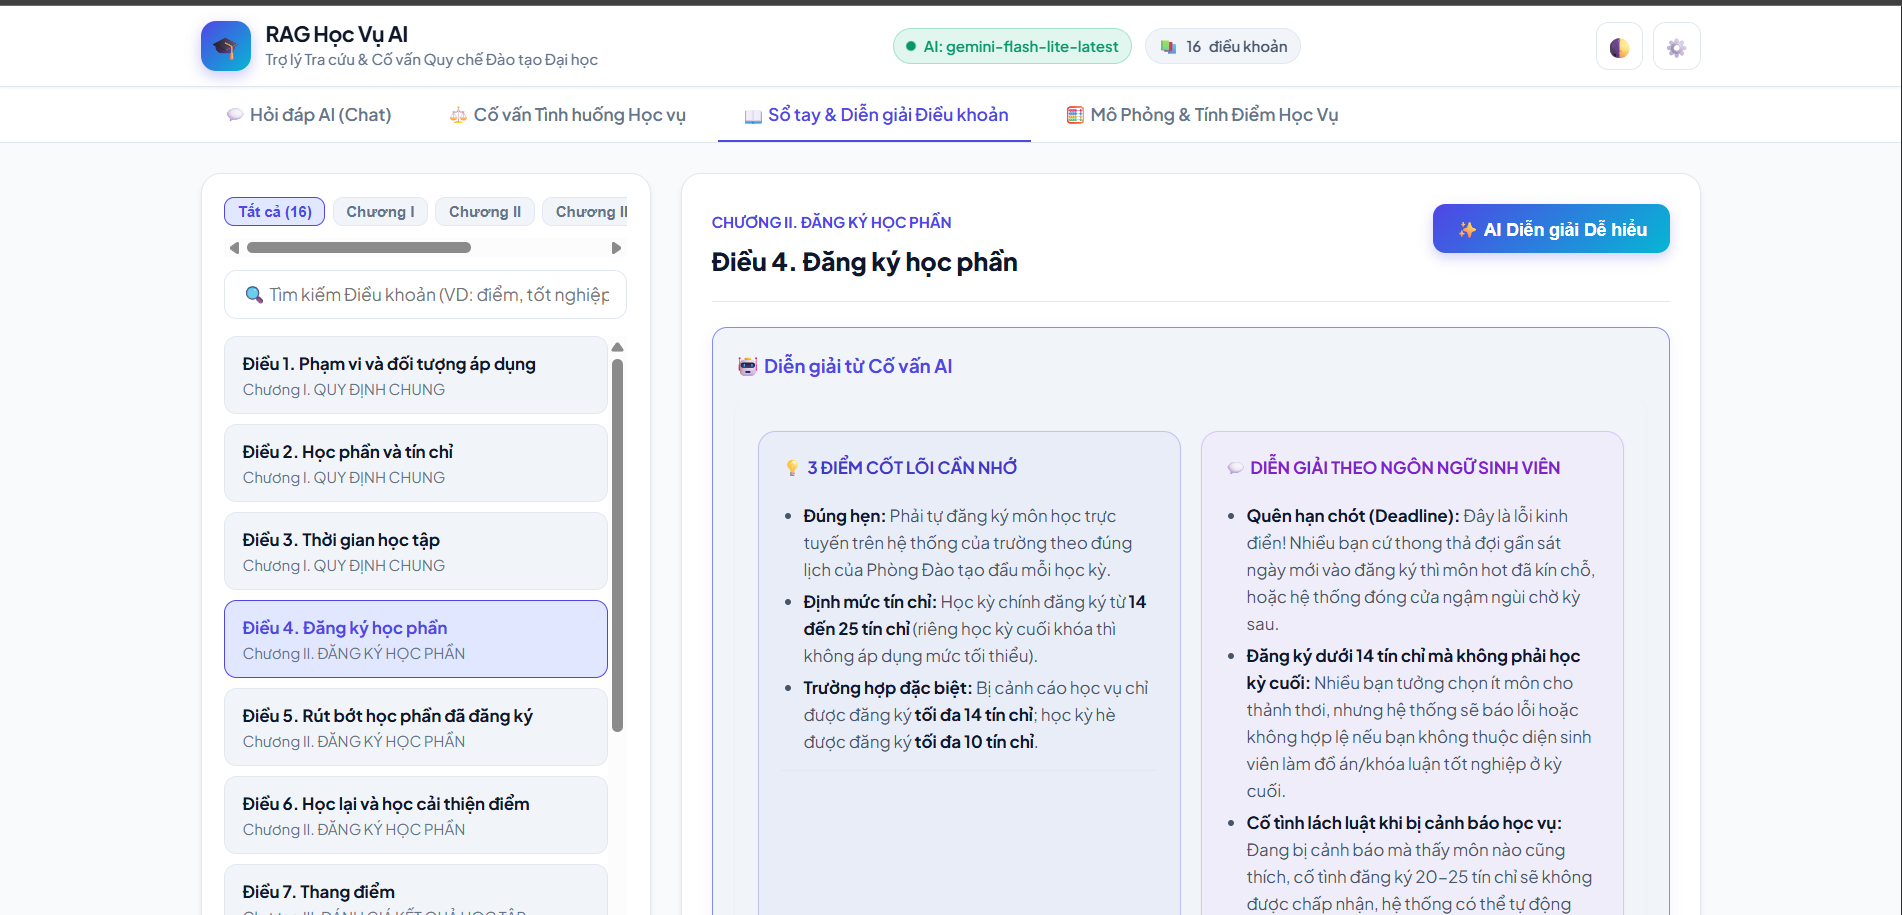 RAG Học Vụ AI
Trợ lý Tra cứu & Cố vấn Quy chế Đào tạo Đại học
AI: gemini-flash-lite-latest
16 điều khoản
Hỏi đáp AI (Chat)
Cố vấn Tình huống Học vụ
Sổ tay & Diễn giải Điều khoản
Mô Phỏng & Tính Điểm Học Vụ
Tất cả (16)
Chương I
Chương II
Chương II
Tìm kiếm Điều khoản (VD: điểm, tốt nghiệp
Điều 1. Phạm vi và đối tượng áp dụng
Chương I. QUY ĐỊNH CHUNG
Điều 2. Học phần và tín chỉ
Chương I. QUY ĐỊNH CHUNG
Điều 3. Thời gian học tập
Chương I. QUY ĐỊNH CHUNG
Điều 4. Đăng ký học phần
Chương II. ĐĂNG KÝ HỌC PHẦN
Điều 5. Rút bớt học phần đã đăng ký
Chương II. ĐĂNG KÝ HỌC PHẦN
Điều 6. Học lại và học cải thiện điểm
Chương II. ĐĂNG KÝ HỌC PHẦN
Điều 7. Thang điểm
Chương III. ĐÁNH GIÁ KẾT QUẢ HỌC TẬP
CHƯƠNG II. ĐĂNG KÝ HỌC PHẦN
Điều 4. Đăng ký học phần
AI Diễn giải Dễ hiểu
Diễn giải từ Cố vấn AI
3 ĐIỂM CỐT LÕI CẦN NHỚ
Đúng hẹn: Phải tự đăng ký môn học trực
tuyến trên hệ thống của trường theo đúng
lịch của Phòng Đào tạo đầu mỗi học kỳ.
Định mức tín chỉ: Học kỳ chính đăng ký từ 14
đến 25 tín chỉ (riêng học kỳ cuối khóa thì
không áp dụng mức tối thiểu).
Trường hợp đặc biệt: Bị cảnh cáo học vụ chỉ
được đăng ký tối đa 14 tín chỉ; học kỳ hè
được đăng ký tối đa 10 tín chỉ.
DIỄN GIẢI THEO NGÔN NGỮ SINH VIÊN
Quên hạn chót (Deadline): Đây là lỗi kinh
điển! Nhiều bạn cứ thong thả đợi gần sát
ngày mới vào đăng ký thì môn hot đã kín chỗ,
hoặc hệ thống đóng cửa ngậm ngùi chờ kỳ
sau.
Đăng ký dưới 14 tín chỉ mà không phải học
kỳ cuối: Nhiều bạn tưởng chọn ít môn cho
thảnh thơi, nhưng hệ thống sẽ báo lỗi hoặc
không hợp lệ nếu bạn không thuộc diện sinh
viên làm đồ án/khóa luận tốt nghiệp ở kỳ
cuối.
Cố tình lách luật khi bị cảnh báo học vụ:
Đang bị cảnh báo mà thấy môn nào cũng
thích, cố tình đăng ký 20–25 tín chỉ sẽ không
được chấp nhận, hệ thống có thể tự động